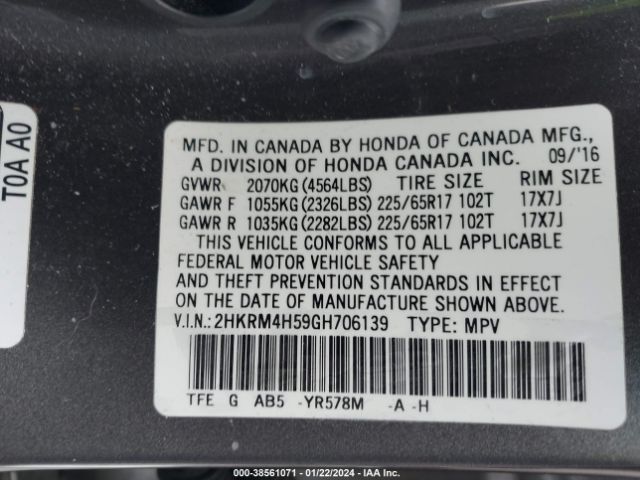 T0A A0
MFD. IN CANADA BY HONDA OF CANADA MFG.,
A DIVISION OF HONDA CANADA INC. 09/'16
GVWR 2070KG (4564LBS) TIRE SIZE RIM SIZE
GAWR F 1055KG (2326LBS) 225/65R17 102T 17X7J
GAWR R 1035KG (2282LBS) 225/65R17 102T 17X7J
THIS VEHICLE CONFORMS TO ALL APPLICABLE
FEDERAL MOTOR VEHICLE SAFETY
AND THEFT PREVENTION STANDARDS IN EFFECT
ON THE DATE OF MANUFACTURE SHOWN ABOVE.
V.I.N.: 2HKRM4H59GH706139 TYPE: MPV
TFE G AB5 -YR578M -A -H
000-38561071 - 01/22/2024 - IAA Inc.